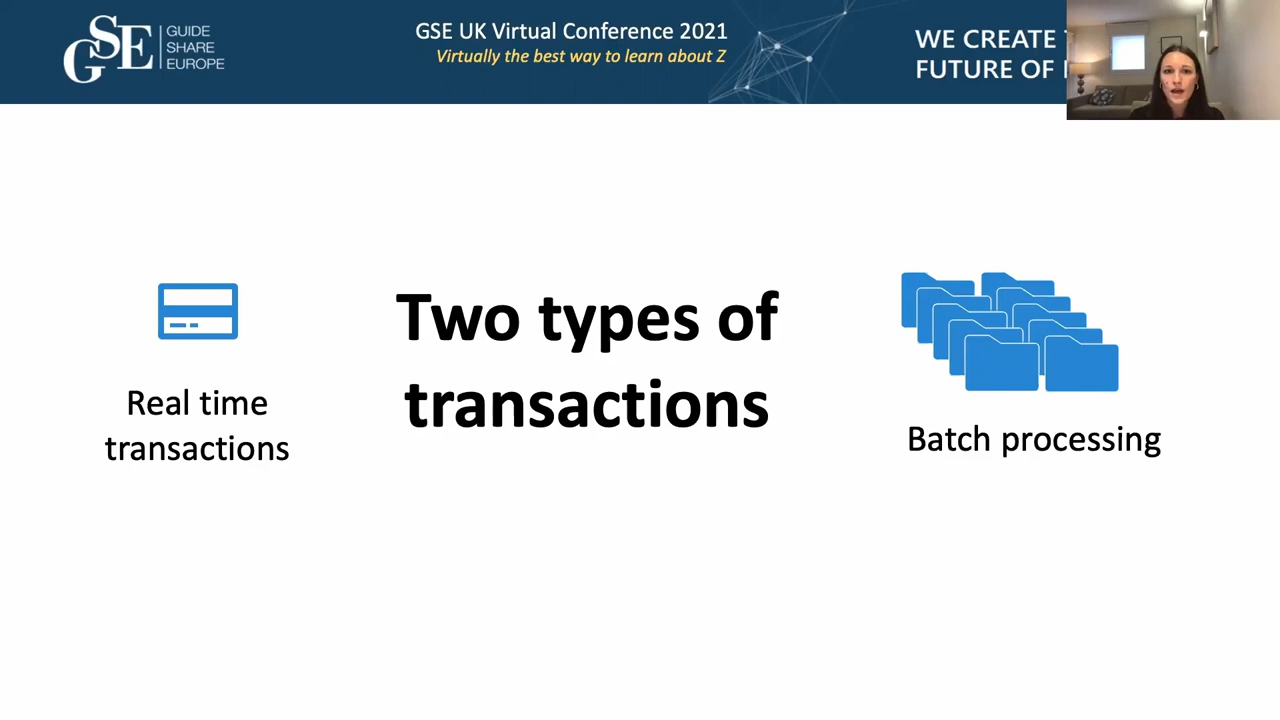 GSE
GUIDE
SHARE
EUROPE
GSE UK Virtual Conference 2021
Virtually the best way to learn about Z
WE CREATE
FUTURE OF
Two types of
transactions
Real time
transactions
Batch processing